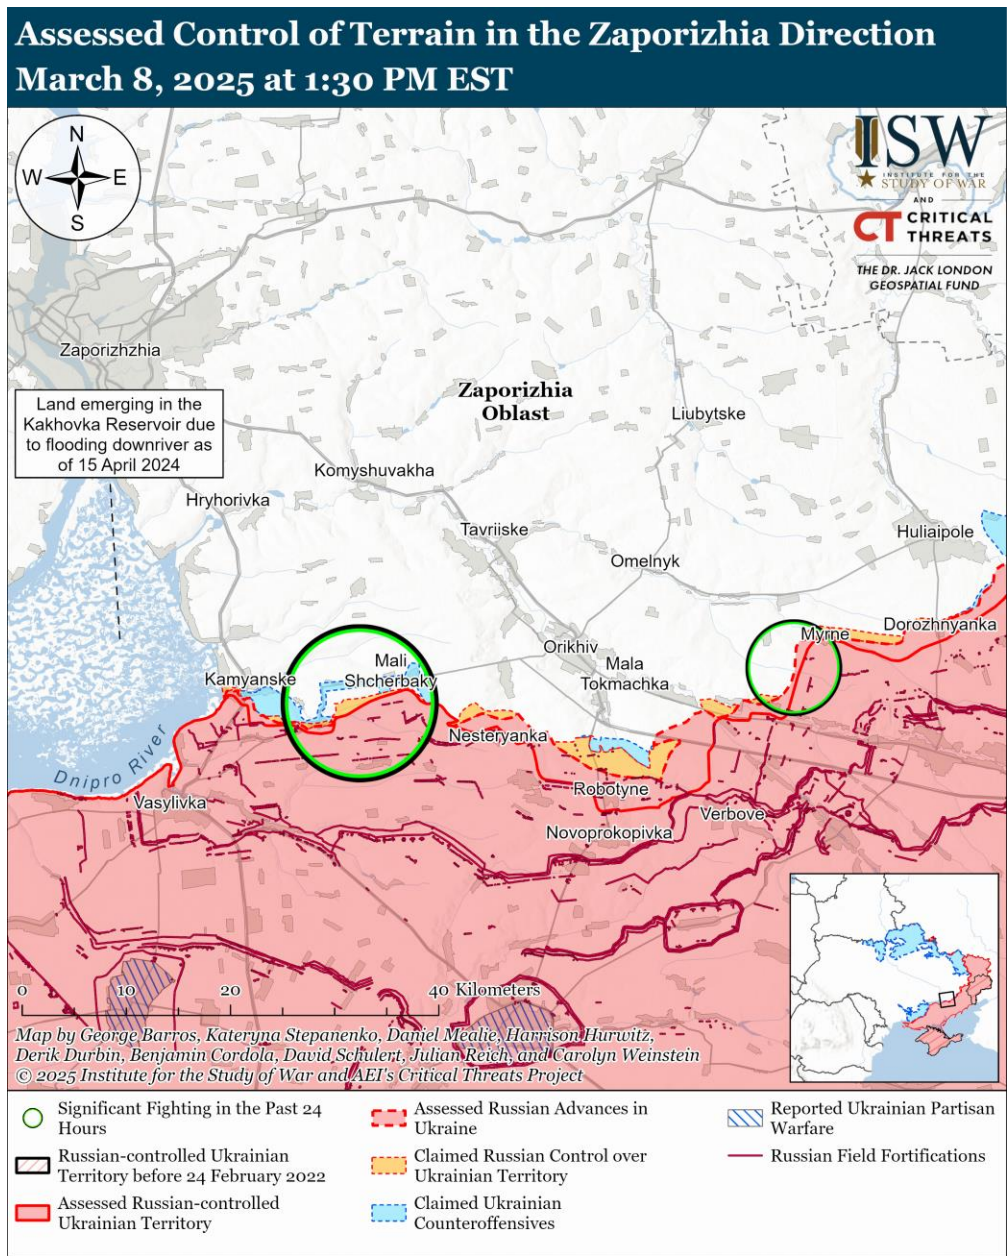 Assessed Control of Terrain in the Zaporizhia Direction
March 8, 2025 at 1:30 PM EST
N
W E
S
ISW
INSTITUTE FOR THE
STUDY OF WAR
AND
CT CRITICAL
THREATS
THE DR. JACK LONDON
GEOSPATIAL FUND
Zaporizhzhia
Land emerging in the
Kakhovka Reservoir due
to flooding downriver as
of 15 April 2024
Zaporizhia
Oblast
Liubytske
Komyshuvakha
Hryhorivka
Tavriiske
Huliaipole
Omelnyk
Dorozhnyanka
Myrne
Orikhiv
Mali
Shcherbaky
Mala
Tokmachka
Kamyanske
Nesteryanka
Dnipro River
Robotyne
Vasylivka
Verbove
Novoprokopivka
0 10 20 40 Kilometers
Map by George Barros, Kateryna Stepanenko, Daniel Mealie, Harrison Hurwitz,
Derik Durbin, Benjamin Cordola, David Schulert, Julian Reich, and Carolyn Weinstein
© 2025 Institute for the Study of War and AEI's Critical Threats Project
Significant Fighting in the Past 24
Hours
Russian-controlled Ukrainian
Territory before 24 February 2022
Assessed Russian-controlled
Ukrainian Territory
Assessed Russian Advances in
Ukraine
Claimed Russian Control over
Ukrainian Territory
Claimed Ukrainian
Counteroffensives
Reported Ukrainian Partisan
Warfare
Russian Field Fortifications